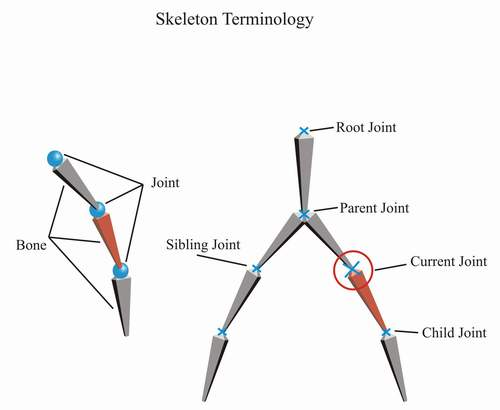 Skeleton Terminology
Root Joint
Joint
Parent Joint
Bone
Sibling Joint
Current Joint
Child Joint